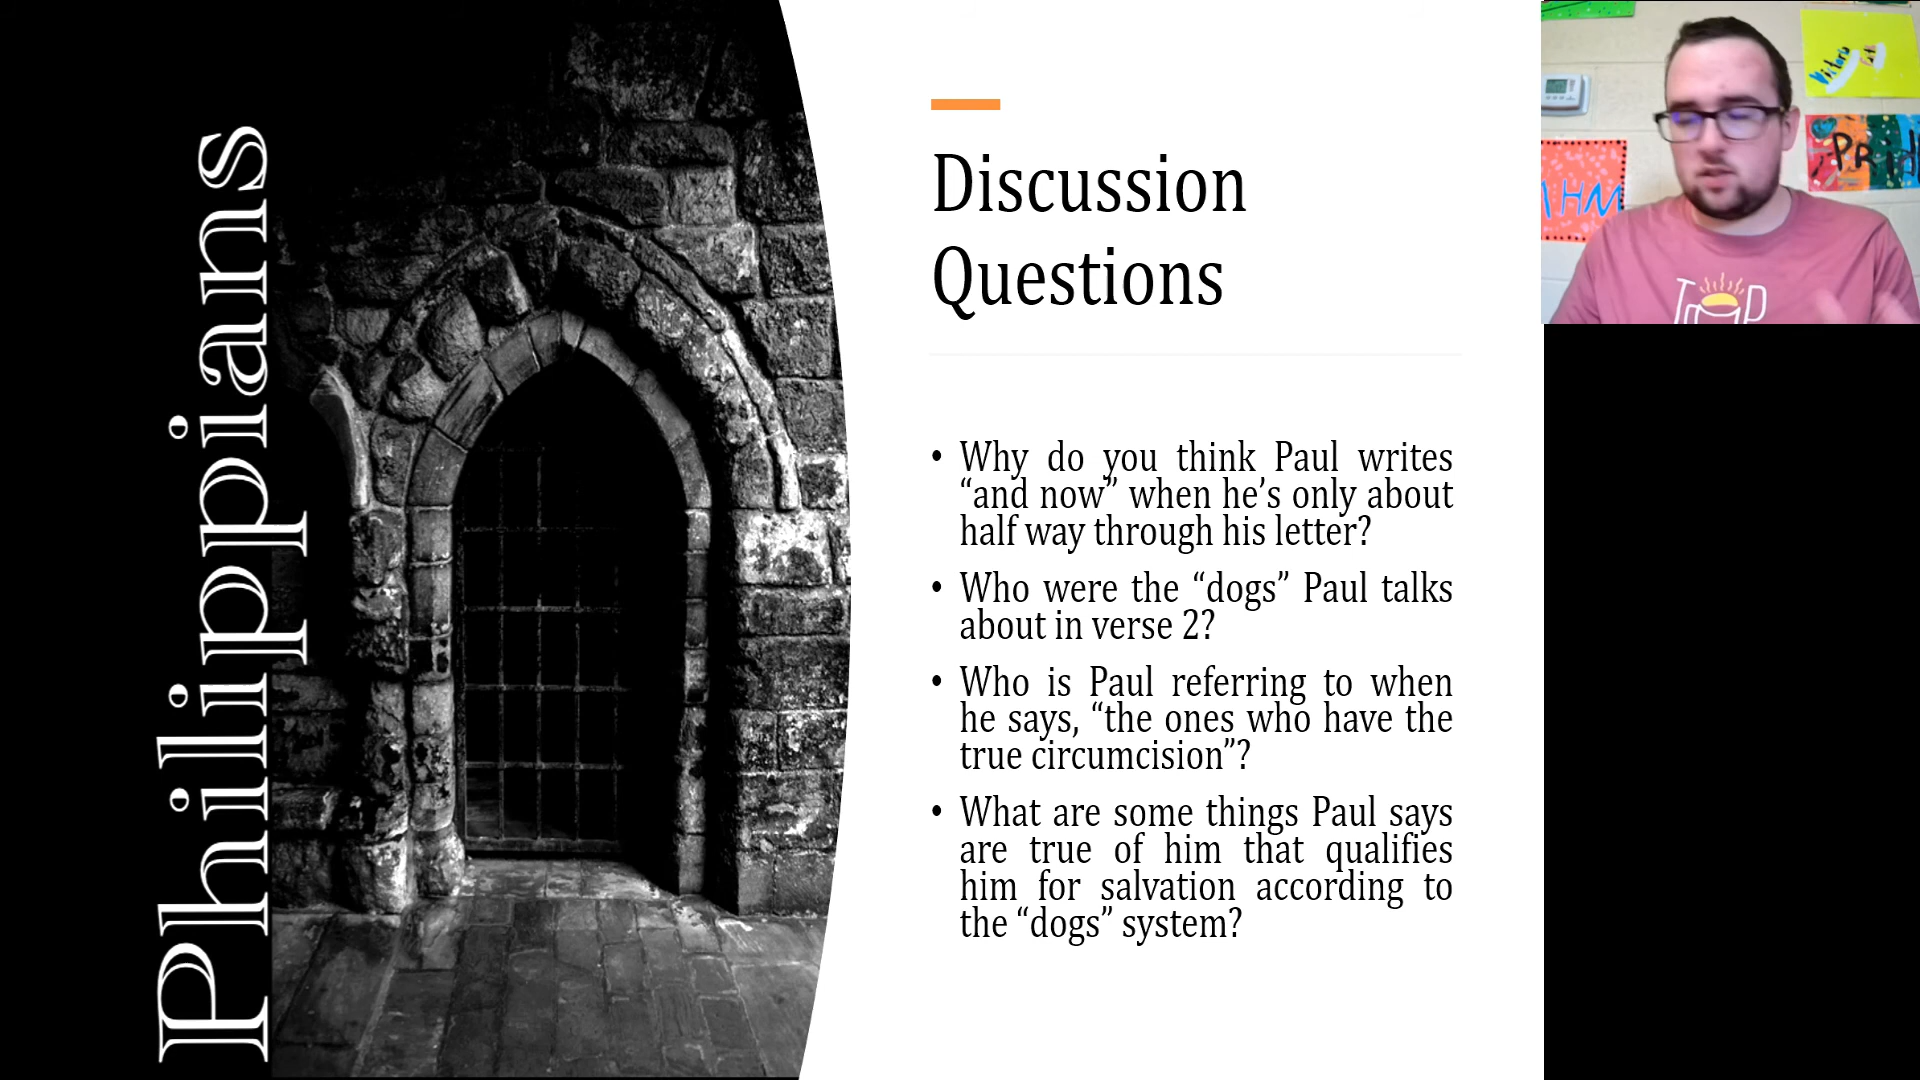 Philippians
Discussion
Questions
• Why do you think Paul writes
“and now” when he’s only about
half way through his letter?
• Who were the “dogs” Paul talks
about in verse 2?
• Who is Paul referring to when
he says, “the ones who have the
true circumcision”?
• What are some things Paul says
are true of him that qualifies
him for salvation according to
the “dogs” system?